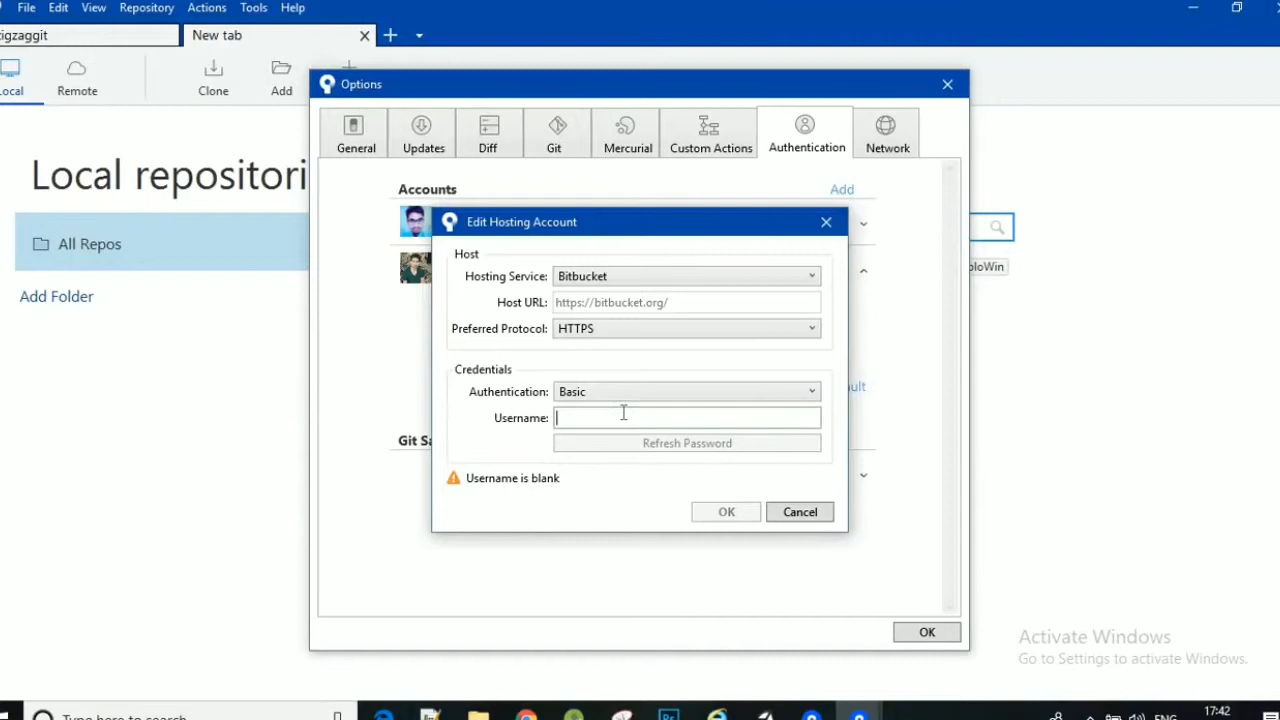 File Edit View Repository Actions Tools Help
igzaggit New tab
Local Remote Clone Add
Options
General Updates Diff Git Mercurial Custom Actions Authentication Network
Local repositori
Accounts Add
All Repos
Add Folder
Edit Hosting Account
Host
Hosting Service: Bitbucket
Host URL: https://bitbucket.org/
bloWin
Preferred Protocol: HTTPS
Credentials
Authentication: Basic
ult
Username:
Refresh Password
Git Sa
Username is blank
OK Cancel
OK
Activate Windows
Go to Settings to activate Windows.
Type here to search
ENG
17:42